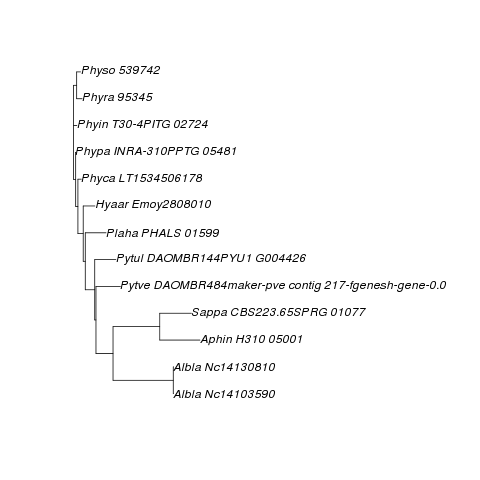 Physo 539742
Phyra 95345
Phyin T30-4PITG 02724
Phypa INRA-310PPTG 05481
Phyca LT1534506178
Hyaar Emoy2808010
Plaha PHALS 01599
Pytul DAOMBR144PYU1 G004426
Pytve DAOMBR484maker-pve contig 217-fgenesh-gene-0.0
Sappa CBS223.65SPRG 01077
Aphin H310 05001
Albla Nc14130810
Albla Nc14103590